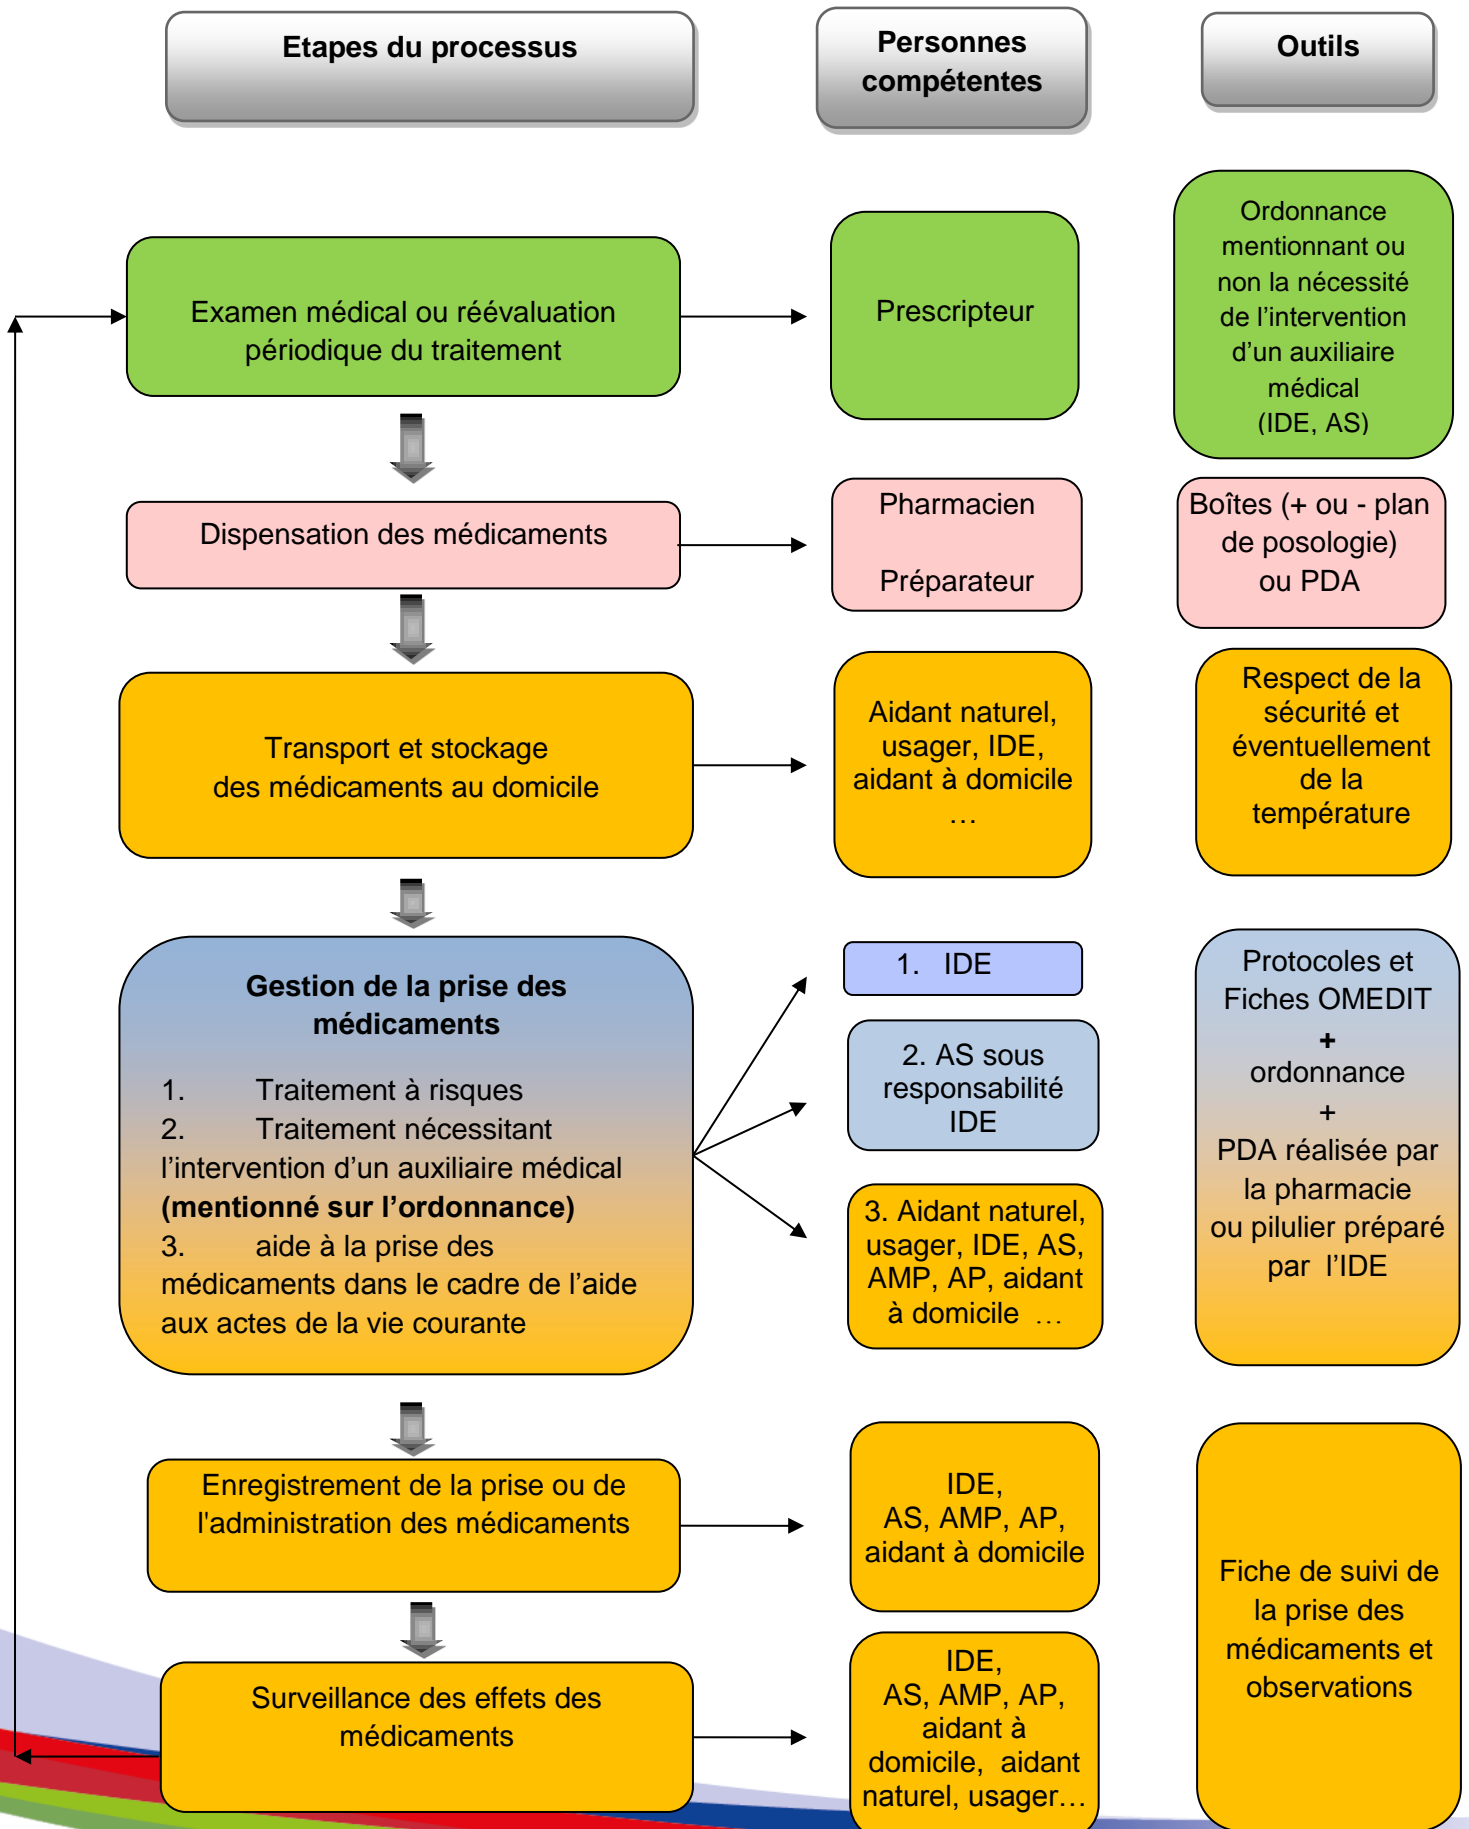 Etapes du processus
Personnes
compétentes
Outils
Examen médical ou réévaluation
périodique du traitement
Prescripteur
Ordonnance
mentionnant ou
non la nécessité
de l’intervention
d’un auxiliaire
médical
(IDE, AS)
Dispensation des médicaments
Pharmacien
Préparateur
Boîtes (+ ou - plan
de posologie)
ou PDA
Transport et stockage
des médicaments au domicile
Aidant naturel,
usager, IDE,
aidant à domicile
…
Respect de la
sécurité et
éventuellement
de la
température
Gestion de la prise des
médicaments
1. Traitement à risques
2. Traitement nécessitant
l’intervention d’un auxiliaire médical
(mentionné sur l’ordonnance)
3. aide à la prise des
médicaments dans le cadre de l’aide
aux actes de la vie courante
1. IDE
2. AS sous
responsabilité
IDE
3. Aidant naturel,
usager, IDE, AS,
AMP, AP, aidant
à domicile …
Protocoles et
Fiches OMEDIT
+
ordonnance
+
PDA réalisée par
la pharmacie
ou pilulier préparé
par l’IDE
Enregistrement de la prise ou de
l'administration des médicaments
IDE,
AS, AMP, AP,
aidant à domicile
Surveillance des effets des
médicaments
IDE,
AS, AMP, AP,
aidant à
domicile, aidant
naturel, usager…
Fiche de suivi de
la prise des
médicaments et
observations